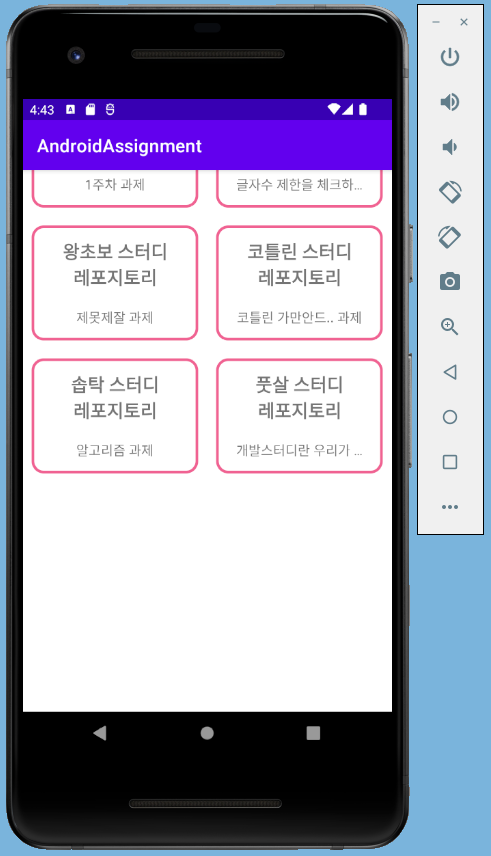 4:43
AndroidAssignment
1주차 과제
글자수 제한을 체크하...
왕초보 스터디
레포지토리
제못제잘 과제
코틀린 스터디
레포지토리
코틀린 가만안드.. 과제
솝탁 스터디
레포지토리
알고리즘 과제
풋살 스터디
레포지토리
개발스터디란 우리가 ...